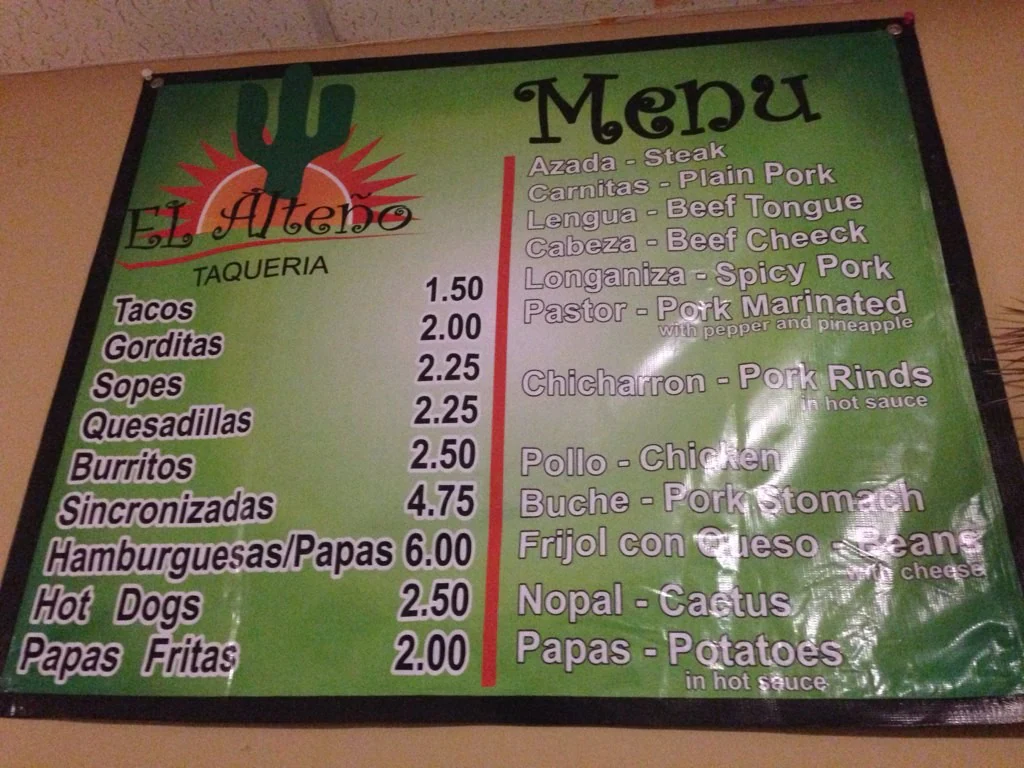 EL Alteño
TAQUERIA
Tacos 1.50
Gorditas 2.00
Sopes 2.25
Quesadillas 2.25
Burritos 2.50
Sincronizadas 4.75
Hamburguesas/Papas 6.00
Hot Dogs 2.50
Papas Fritas 2.00
Menu
Azada - Steak
Carnitas - Plain Pork
Lengua - Beef Tongue
Cabeza - Beef Cheeck
Longaniza - Spicy Pork
Pastor - Pork Marinated
with pepper and pineapple
Chicharron - Pork Rinds
in hot sauce
Pollo - Chicken
Buche - Pork Stomach
Frijol con Queso - Beans
with cheese
Nopal - Cactus
Papas - Potatoes
in hot sauce